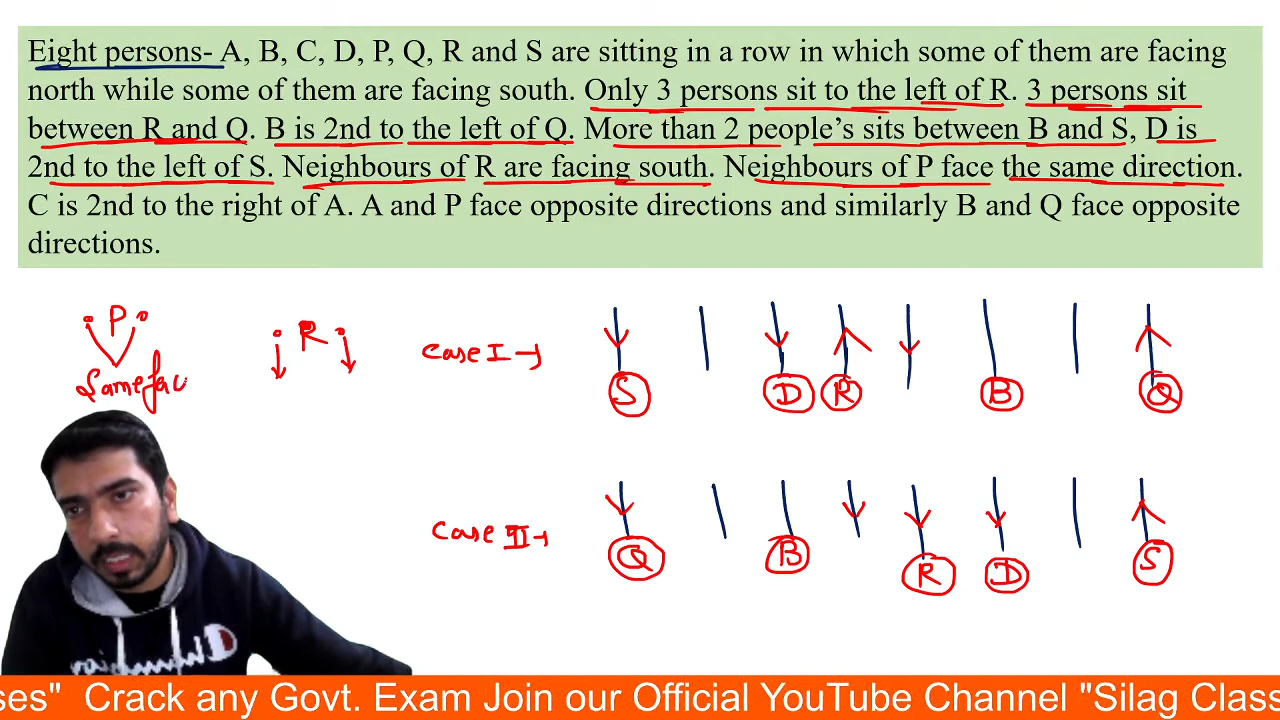 Eight persons- A, B, C, D, P, Q, R and S are sitting in a row in which some of them are facing
north while some of them are facing south. Only 3 persons sit to the left of R. 3 persons sit
between R and Q. B is 2nd to the left of Q. More than 2 people's sits between B and S, D is
2nd to the left of S. Neighbours of R are facing south. Neighbours of P face the same direction.
C is 2nd to the right of A. A and P face opposite directions and similarly B and Q face opposite
directions.
P
R
Case I
S D R B Q
Case II
Q B R D S
ses" Crack any Govt. Exam Join our Official YouTube Channel "Silag Class